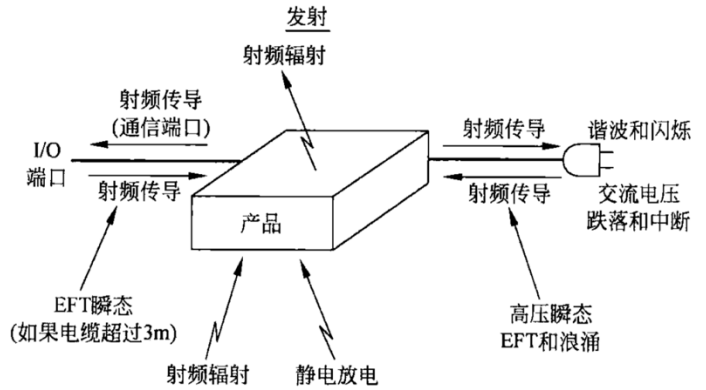 发射
射频辐射
射频传导
(通信端口)
I/O
端口
射频传导
射频传导
谐波和闪烁
射频传导
交流电压
跌落和中断
产品
EFT瞬态
(如果电缆超过3m)
高压瞬态
EFT和浪涌
射频辐射
静电放电